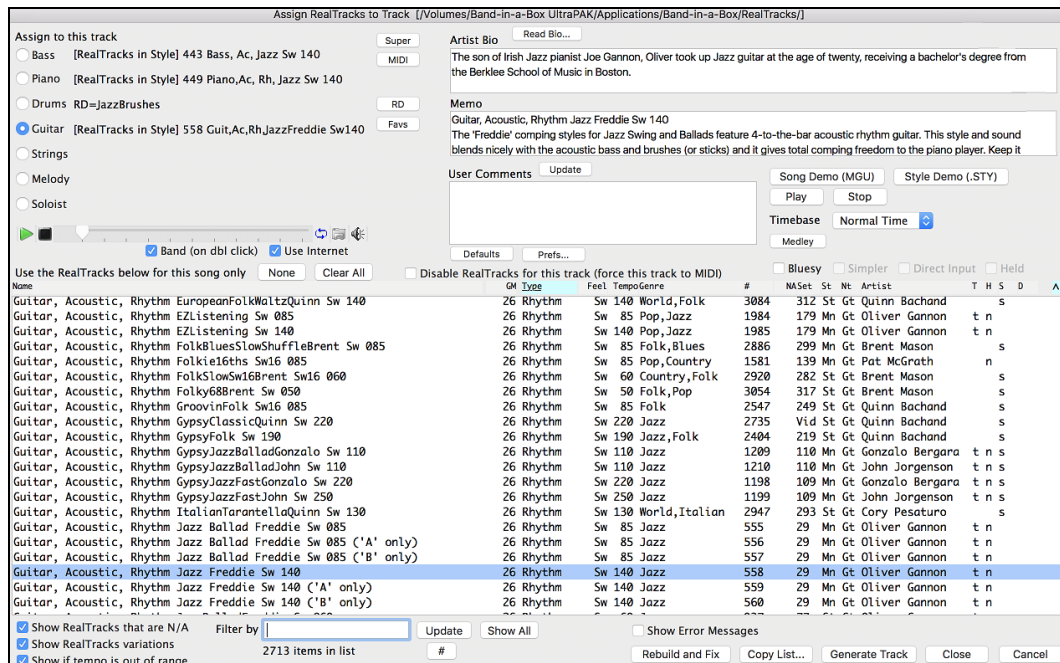 Assign RealTracks to Track [/Volumes/Band-in-a-Box UltraPAK/Applications/Band-in-a-Box/RealTracks/]
Assign to this track
Bass [RealTracks in Style] 443 Bass, Ac, Jazz Sw 140
Piano [RealTracks in Style] 449 Piano,Ac, Rh, Jazz Sw 140
Drums RD=JazzBrushes
Guitar [RealTracks in Style] 558 Guit,Ac,Rh,JazzFreddie Sw140
Strings
Melody
Soloist
Super
MIDI
RD
Favs
Band (on dbl click) Use Internet
Artist Bio Read Bio...
The son of Irish Jazz pianist Joe Gannon, Oliver took up Jazz guitar at the age of twenty, receiving a bachelor's degree from
the Berklee School of Music in Boston.
Memo
Guitar, Acoustic, Rhythm Jazz Freddie Sw 140
The 'Freddie' comping styles for Jazz Swing and Ballads feature 4-to-the-bar acoustic rhythm guitar. This style and sound
blends nicely with the acoustic bass and brushes (or sticks) and it gives total comping freedom to the piano player. Keep it
User Comments Update
Defaults Prefs...
Song Demo (MGU) Style Demo (.STY)
Play Stop
Timebase Normal Time
Medley
Use the RealTracks below for this song only None Clear All Disable RealTracks for this track (force this track to MIDI)
Bluesy Simpler Direct Input Held
Name GM Type Feel TempoGenre # NASet St Nt Artist T H S D ^
Guitar, Acoustic, Rhythm EuropeanFolkWaltzQuinn Sw 140 26 Rhythm Sw 140 World,Folk 3084 312 St Gt Quinn Bachand s
Guitar, Acoustic, Rhythm EZListening Sw 085 26 Rhythm Sw 85 Pop,Jazz 1984 179 Mn Gt Oliver Gannon t n
Guitar, Acoustic, Rhythm EZListening Sw 140 26 Rhythm Sw 140 Pop,Jazz 1985 179 Mn Gt Oliver Gannon t n
Guitar, Acoustic, Rhythm FolkBluesSlowShuffleBrent Sw 085 26 Rhythm Sw 85 Folk,Blues 2886 299 Mn Gt Brent Mason s
Guitar, Acoustic, Rhythm Folkie16ths Sw16 085 26 Rhythm Sw 85 Pop,Country 1581 139 Mn Gt Pat McGrath n
Guitar, Acoustic, Rhythm FolkSlowSw16Brent Sw16 060 26 Rhythm Sw 60 Country,Folk 2920 282 St Gt Brent Mason s
Guitar, Acoustic, Rhythm Folky68Brent Sw 050 26 Rhythm Sw 50 Folk,Pop 3054 317 St Gt Brent Mason s
Guitar, Acoustic, Rhythm GroovinFolk Sw16 085 26 Rhythm Sw 85 Folk 2547 249 St Gt Quinn Bachand s
Guitar, Acoustic, Rhythm GypsyClassicQuinn Sw 220 26 Rhythm Sw 220 Jazz 2735 Vid St Gt Quinn Bachand s
Guitar, Acoustic, Rhythm GypsyFolk Sw 190 26 Rhythm Sw 190 Jazz,Folk 2404 219 St Gt Quinn Bachand s
Guitar, Acoustic, Rhythm GypsyJazzBalladGonzalo Sw 110 26 Rhythm Sw 110 Jazz 1209 110 Mn Gt Gonzalo Bergara t n s
Guitar, Acoustic, Rhythm GypsyJazzBalladJohn Sw 110 26 Rhythm Sw 110 Jazz 1210 110 Mn Gt John Jorgenson t n s
Guitar, Acoustic, Rhythm GypsyJazzFastGonzalo Sw 220 26 Rhythm Sw 220 Jazz 1198 109 Mn Gt Gonzalo Bergara t n s
Guitar, Acoustic, Rhythm GypsyJazzFastJohn Sw 250 26 Rhythm Sw 250 Jazz 1199 109 Mn Gt John Jorgenson t n s
Guitar, Acoustic, Rhythm ItalianTarantellaQuinn Sw 130 26 Rhythm Sw 130 World,Italian 2947 293 St Gt Cory Pesaturo s
Guitar, Acoustic, Rhythm Jazz Ballad Freddie Sw 085 26 Rhythm Sw 85 Jazz 555 29 Mn Gt Oliver Gannon t n
Guitar, Acoustic, Rhythm Jazz Ballad Freddie Sw 085 ('A' only) 26 Rhythm Sw 85 Jazz 556 29 Mn Gt Oliver Gannon t n
Guitar, Acoustic, Rhythm Jazz Ballad Freddie Sw 085 ('B' only) 26 Rhythm Sw 85 Jazz 557 29 Mn Gt Oliver Gannon t n
Guitar, Acoustic, Rhythm Jazz Freddie Sw 140 26 Rhythm Sw 140 Jazz 558 29 Mn Gt Oliver Gannon t n
Guitar, Acoustic, Rhythm Jazz Freddie Sw 140 ('A' only) 26 Rhythm Sw 140 Jazz 559 29 Mn Gt Oliver Gannon t n
Guitar, Acoustic, Rhythm Jazz Freddie Sw 140 ('B' only) 26 Rhythm Sw 140 Jazz 560 29 Mn Gt Oliver Gannon t n
Show RealTracks that are N/A Filter by Update Show All Show Error Messages
Show RealTracks variations 2713 items in list #
Show if tempo is out of range Rebuild and Fix Copy List... Generate Track Close Cancel